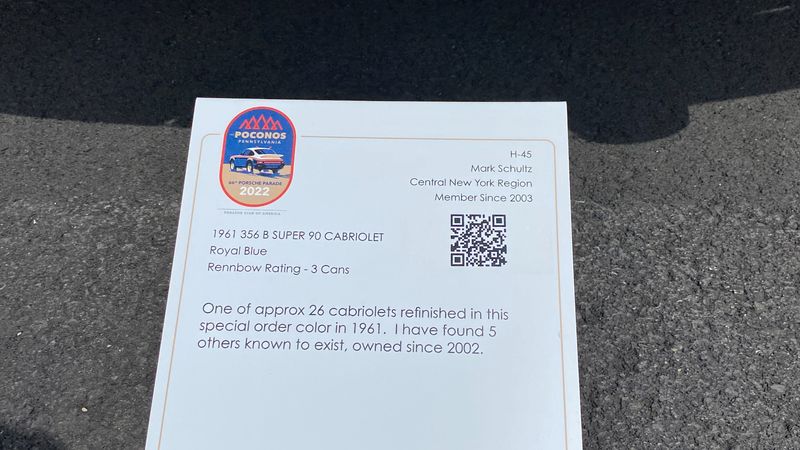 POCONOS
PENNSYLVANIA
66TH PORSCHE PARADE
2022
PORSCHE CLUB OF AMERICA
H-45
Mark Schultz
Central New York Region
Member Since 2003
1961 356 B SUPER 90 CABRIOLET
Royal Blue
Rennbow Rating - 3 Cans
One of approx 26 cabriolets refinished in this
special order color in 1961. I have found 5
others known to exist, owned since 2002.